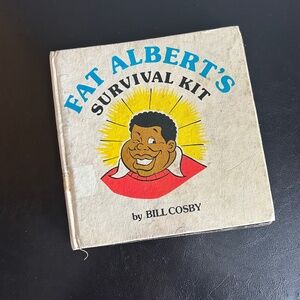 FAT ALBERT'S
SURVIVAL KIT
by BILL COSBY